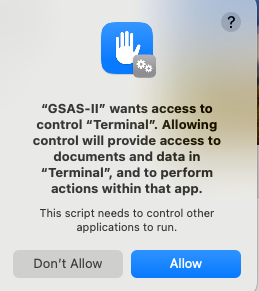 ?
“GSAS-II” wants access to
control “Terminal”. Allowing
control will provide access to
documents and data in
“Terminal”, and to perform
actions within that app.
This script needs to control other
applications to run.
Don’t Allow
Allow